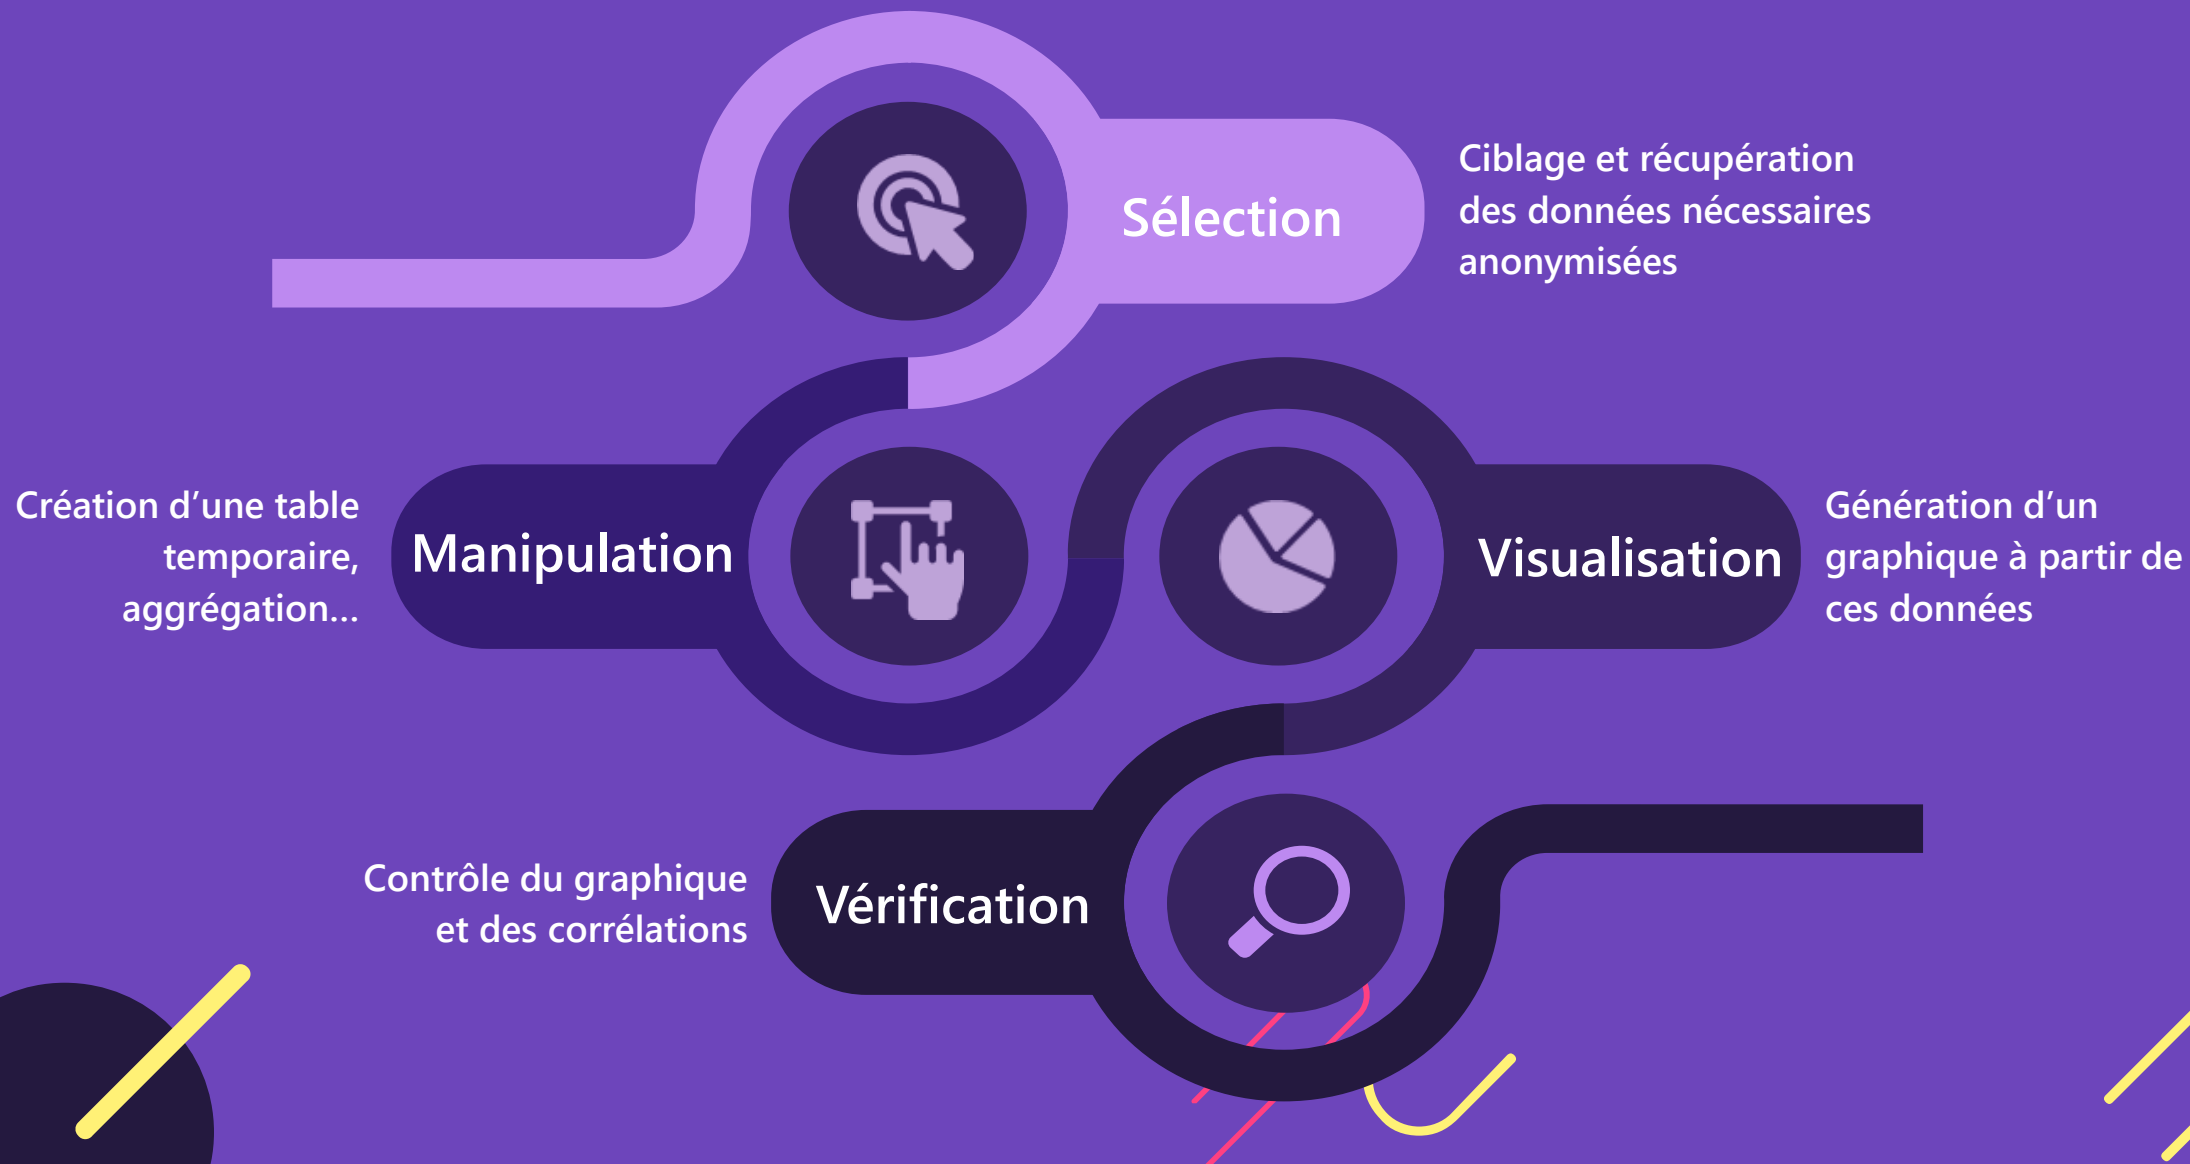 Sélection
Ciblage et récupération
des données nécessaires
anonymisées
Création d’une table
temporaire,
aggrégation...
Manipulation
Visualisation
Génération d’un
graphique à partir de
ces données
Contrôle du graphique
et des corrélations
Vérification